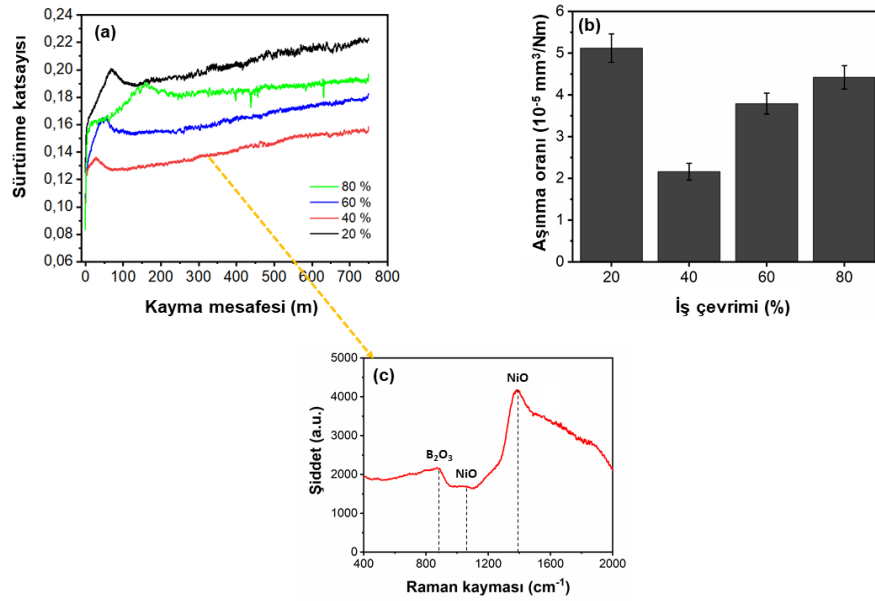 (a)
Sürtünme katsayısı
0,22
0,20
0,18
0,16
0,14
0,12
0,10
0,08
0,06
80 %
60 %
40 %
20 %
0 100 200 300 400 500 600 700 800
Kayma mesafesi (m)
(b)
Aşınma oranı (10⁻⁵ mm³/Nm)
6
5
4
3
2
1
0
20 40 60 80
İş çevrimi (%)
(c)
Şiddet (a.u.)
5000
4000
3000
2000
1000
0
NiO
B₂O₃
NiO
400 800 1200 1600 2000
Raman kayması (cm⁻¹)